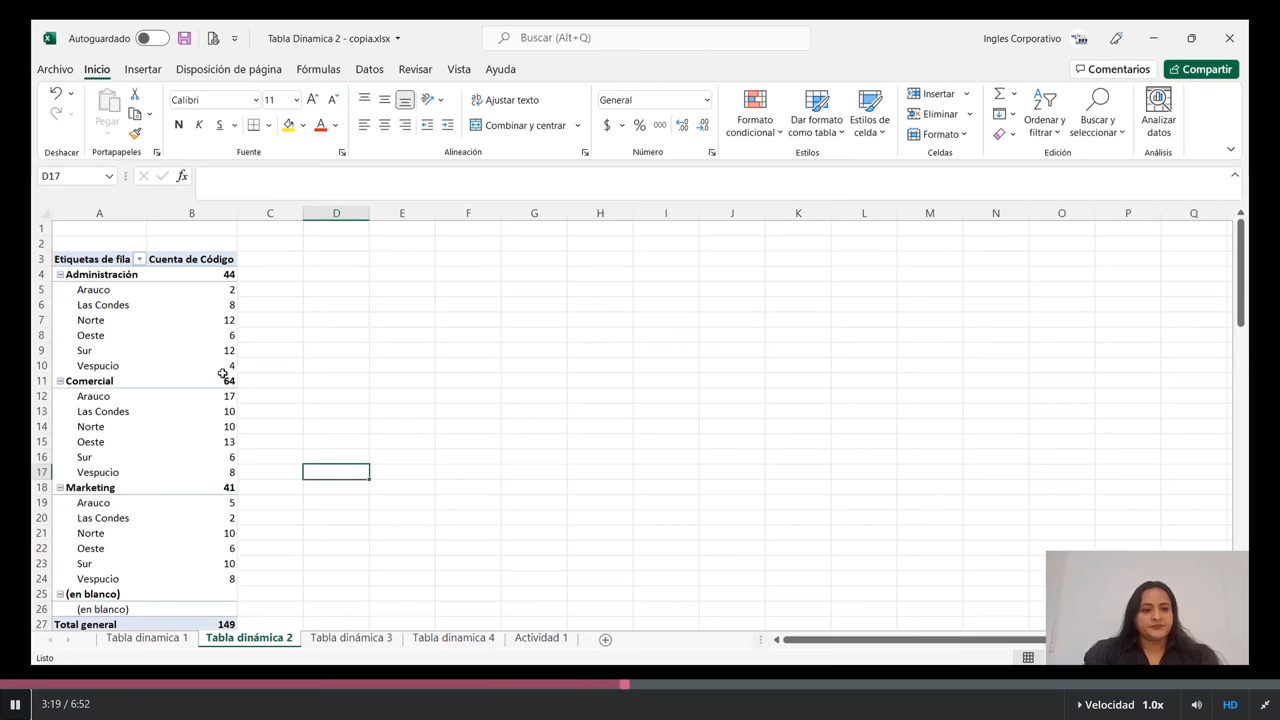 Autoguardado Tabla Dinamica 2 - copia.xlsx Buscar (Alt+Q) Ingles Corporativo
Archivo Inicio Insertar Disposición de página Fórmulas Datos Revisar Vista Ayuda Comentarios Compartir
Pegar Calibri 11 Ajustar texto General Formato condicional Dar formato como tabla Estilos de celda Insertar Ordenar y filtrar Buscar y seleccionar Analizar datos
N K S Combinar y centrar $ % 000 Eliminar
Formato
Deshacer Portapapeles Fuente Alineación Número Estilos Celdas Edición Análisis
D17 fx
A B C D E F G H I J K L M N O P Q
1
2
3 Etiquetas de fila Cuenta de Código
4 Administración 44
5 Arauco 2
6 Las Condes 8
7 Norte 12
8 Oeste 6
9 Sur 12
10 Vespucio 4
11 Comercial 64
12 Arauco 17
13 Las Condes 10
14 Norte 10
15 Oeste 13
16 Sur 6
17 Vespucio 8
18 Marketing 41
19 Arauco 5
20 Las Condes 2
21 Norte 10
22 Oeste 6
23 Sur 10
24 Vespucio 8
25 (en blanco)
26 (en blanco)
27 Total general 149
Tabla dinamica 1 Tabla dinámica 2 Tabla dinámica 3 Tabla dinamica 4 Actividad 1
Listo
3:19 / 6:52 Velocidad 1.0x HD